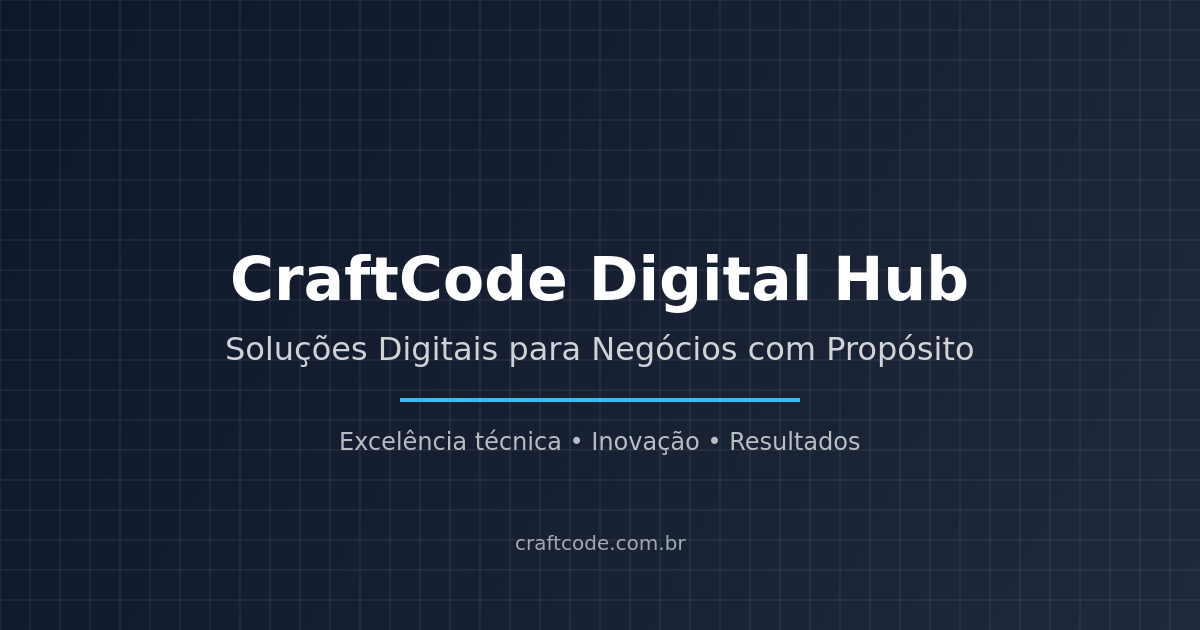 CraftCode Digital Hub
Soluções Digitais para Negócios com Propósito
Excelência técnica • Inovação • Resultados
craftcode.com.br